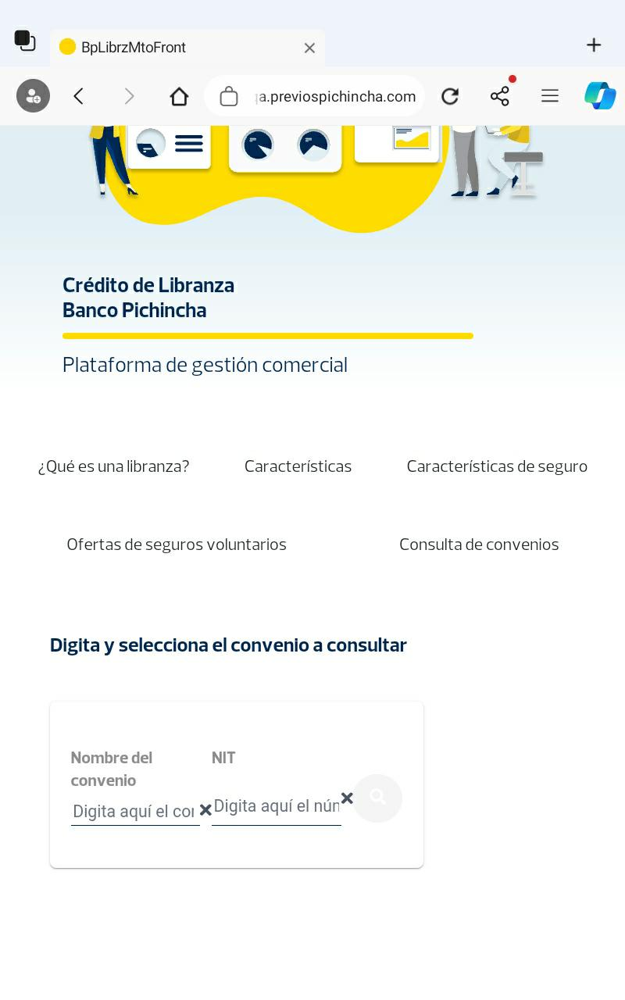 BpLibrzMtoFront
a.previospichincha.com
Crédito de Libranza
Banco Pichincha
Plataforma de gestión comercial
¿Qué es una libranza?
Características
Características de seguro
Ofertas de seguros voluntarios
Consulta de convenios
Digita y selecciona el convenio a consultar
Nombre del
convenio
NIT
Digita aquí el
Digita aquí el